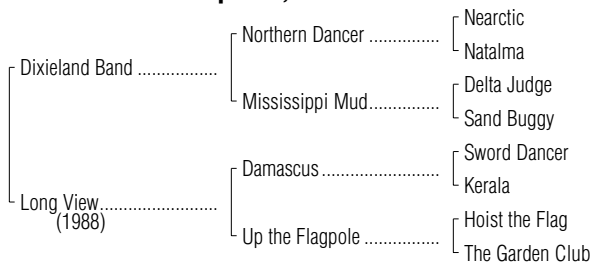 Nearctic
Northern Dancer ................
Natalma
Dixieland Band .................
Delta Judge
Mississippi Mud................
Sand Buggy
Sword Dancer
Damascus ...........................
Kerala
Long View.........................
(1988)
Hoist the Flag
Up the Flagpole .................
The Garden Club